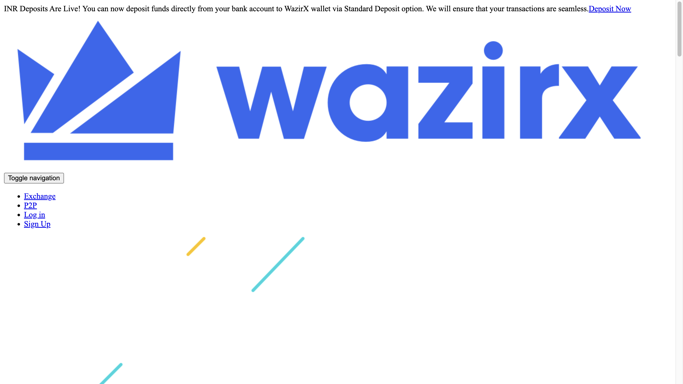 INR Deposits Are Live! You can now deposit funds directly from your bank account to WazirX wallet via Standard Deposit option. We will ensure that your transactions are seamless.Deposit Now
wazirx
Toggle navigation
Exchange
P2P
Log in
Sign Up